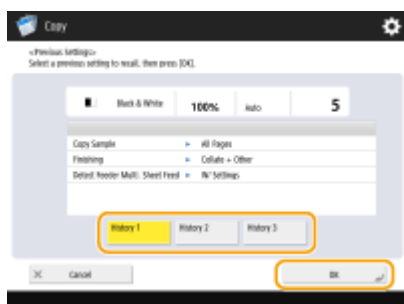 Copy
<Previous Settings>
Select a previous setting to recall, then press [OK].
Black & White 100% Auto 5
Copy Sample ► All Pages
Finishing ► Collate + Other
Detect Feeder Multi. Sheet Feed ► W/ Settings
History 1 History 2 History 3
× Cancel OK